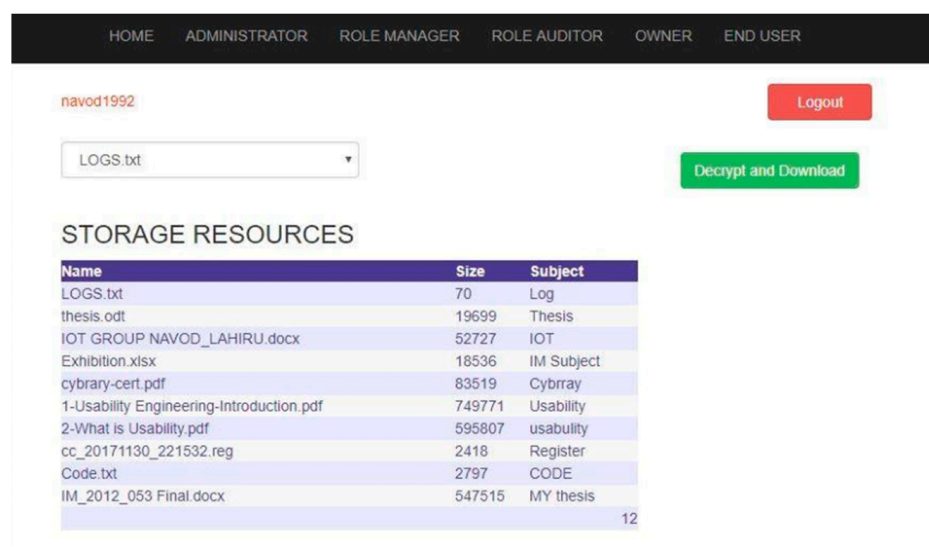 HOME ADMINISTRATOR ROLE MANAGER ROLE AUDITOR OWNER END USER
navod1992 Logout
LOGS.txt Decrypt and Download
STORAGE RESOURCES
Name Size Subject
LOGS.txt 70 Log
thesis.odt 19699 Thesis
IOT GROUP NAVOD_LAHIRU.docx 52727 IOT
Exhibition.xlsx 18536 IM Subject
cybrary-cert.pdf 83519 Cybrray
1-Usability Engineering-Introduction.pdf 749771 Usability
2-What is Usability.pdf 595807 usabulity
cc_20171130_221532.reg 2418 Register
Code.txt 2797 CODE
IM_2012_053 Final.docx 547515 MY thesis
12